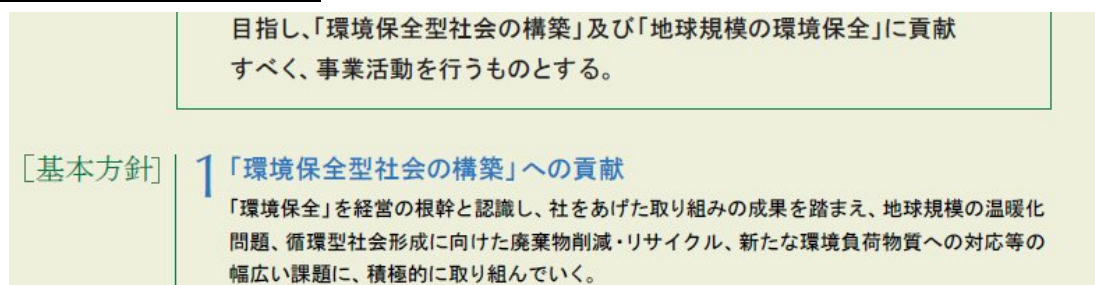 目指し、「環境保全型社会の構築」及び「地球規模の環境保全」に貢献
すべく、事業活動を行うものとする。
[基本方針]
1 「環境保全型社会の構築」への貢献
「環境保全」を経営の根幹と認識し、社をあげた取り組みの成果を踏まえ、地球規模の温暖化
問題、循環型社会形成に向けた廃棄物削減・リサイクル、新たな環境負荷物質への対応等の
幅広い課題に、積極的に取り組んでいく。